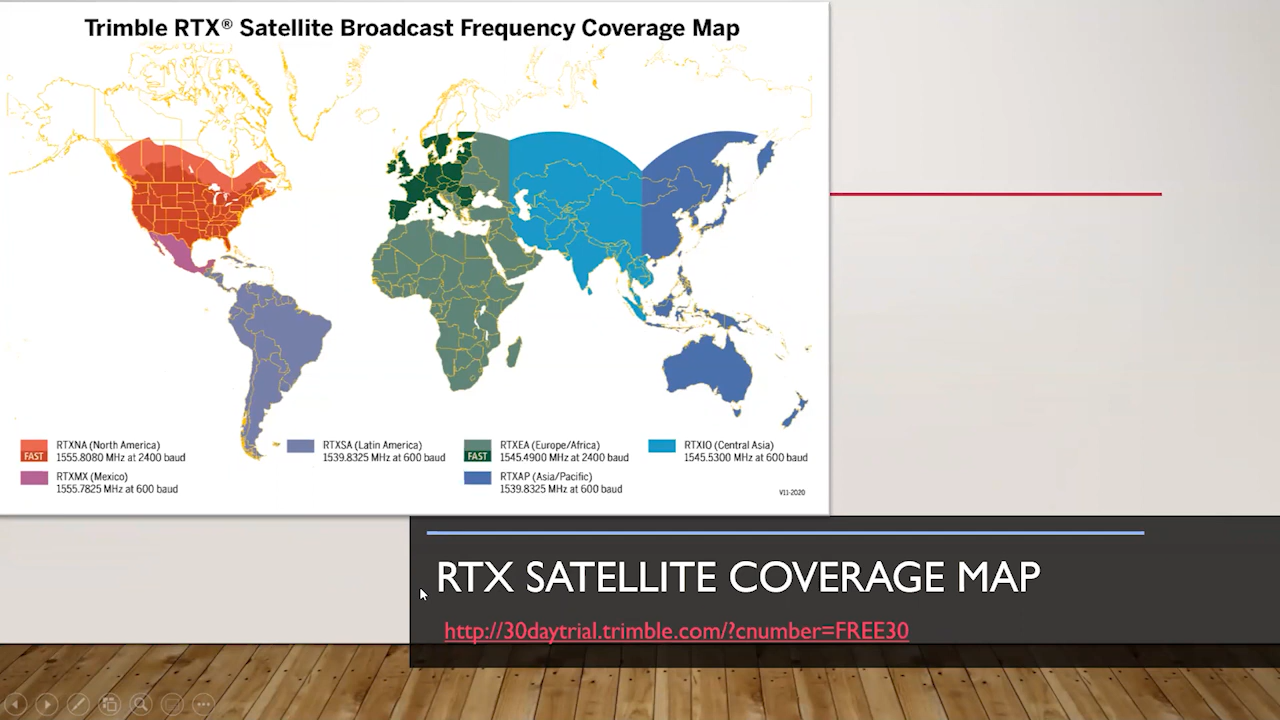 Trimble RTX® Satellite Broadcast Frequency Coverage Map
FAST
RTXNA (North America)
1555.8080 MHz at 2400 baud
RTXMX (Mexico)
1555.7825 MHz at 600 baud
RTXSA (Latin America)
1539.8325 MHz at 600 baud
FAST
RTXEA (Europe/Africa)
1545.4900 MHz at 2400 baud
RTXAP (Asia/Pacific)
1539.8325 MHz at 600 baud
RTXIO (Central Asia)
1545.5300 MHz at 600 baud
V11-2020
RTX SATELLITE COVERAGE MAP
http://30daytrial.trimble.com/?cnumber=FREE30